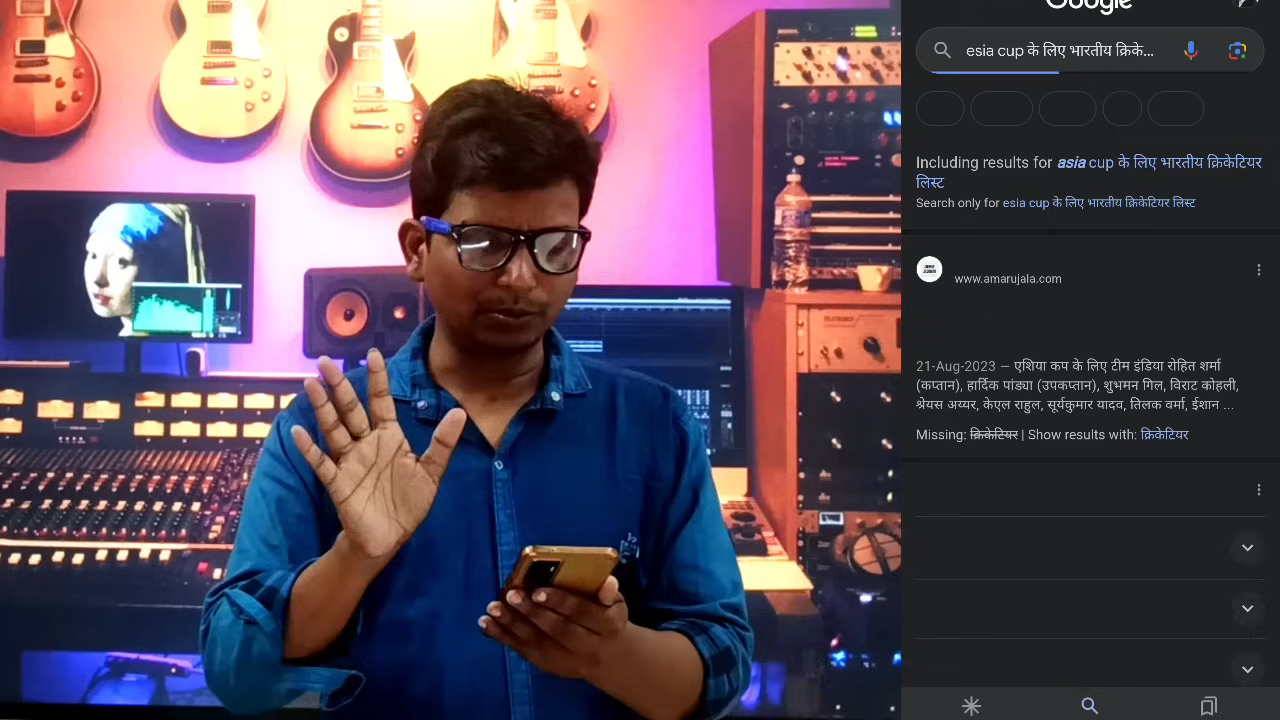 Google
esia cup के लिए भारतीय क्रिके...
Including results for asia cup के लिए भारतीय क्रिकेटियर
लिस्ट
Search only for esia cup के लिए भारतीय क्रिकेटियर लिस्ट
www.amarujala.com
21-Aug-2023 — एशिया कप के लिए टीम इंडिया रोहित शर्मा
(कप्तान), हार्दिक पांड्या (उपकप्तान), शुभमन गिल, विराट कोहली,
श्रेयस अय्यर, केएल राहुल, सूर्यकुमार यादव, तिलक वर्मा, ईशान ...
Missing: क्रिकेटियर | Show results with: क्रिकेटियर